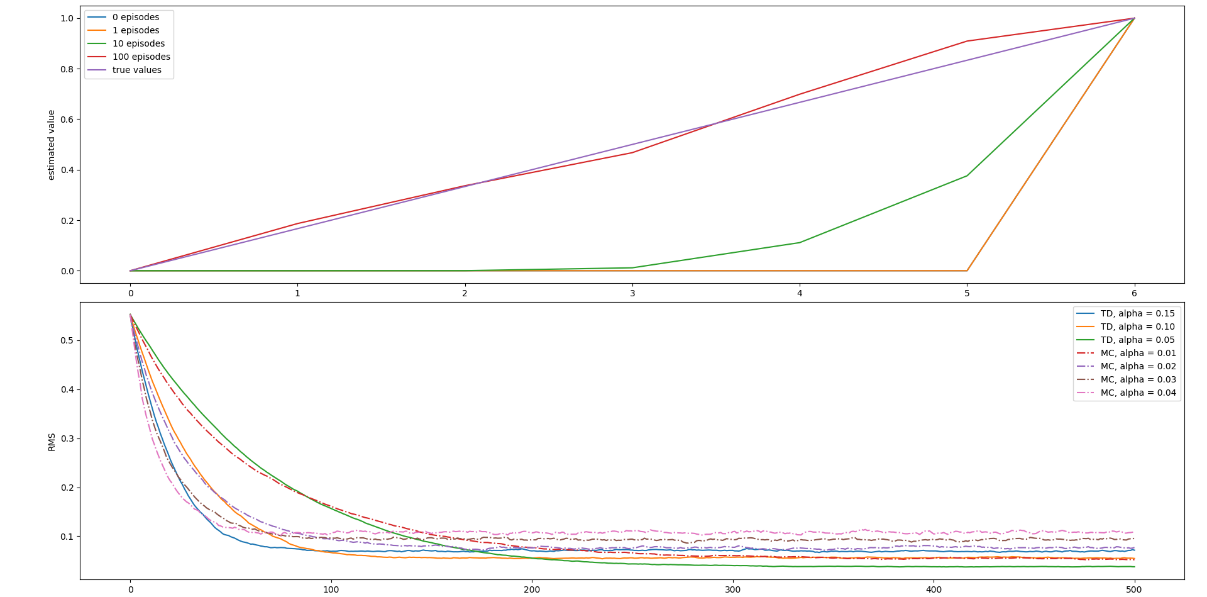 1.0
0.8
0.6
0.4
0.2
0.0
estimated value
0 episodes
1 episodes
10 episodes
100 episodes
true values
0 1 2 3 4 5 6
0.5
0.4
0.3
0.2
0.1
RMS
TD, alpha = 0.15
TD, alpha = 0.10
TD, alpha = 0.05
MC, alpha = 0.01
MC, alpha = 0.02
MC, alpha = 0.03
MC, alpha = 0.04
0 100 200 300 400 500